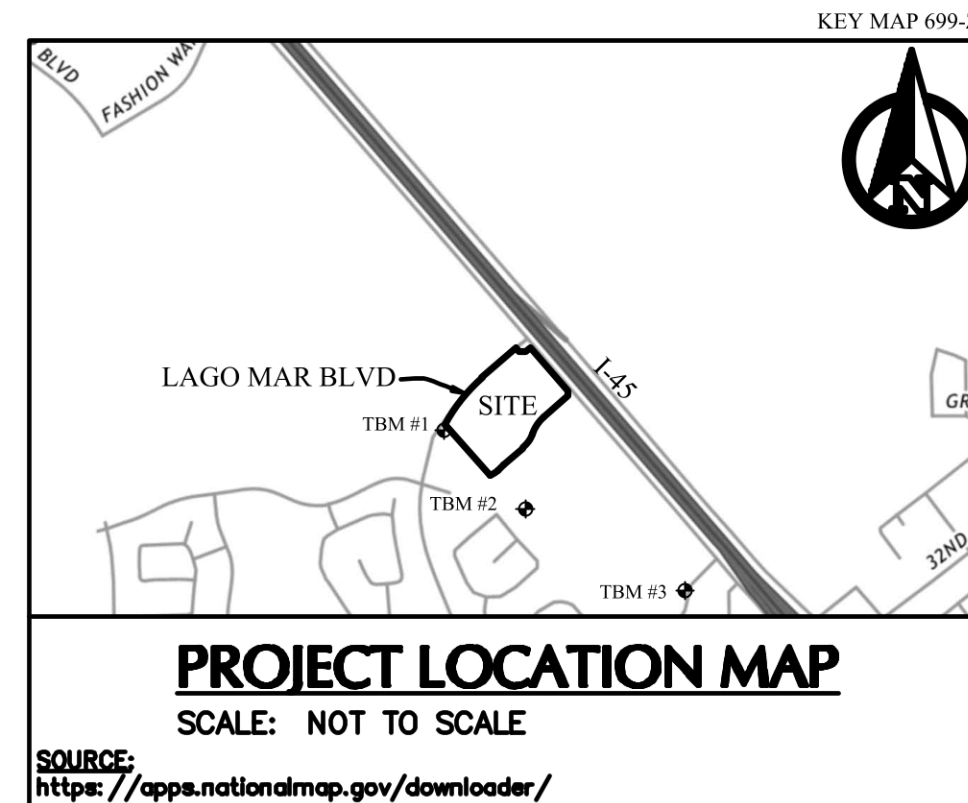 KEY MAP 699-
BLVD
FASHION WA
N
I-45
LAGO MAR BLVD
SITE
TBM #1
GR
TBM #2
32ND
TBM #3
PROJECT LOCATION MAP
SCALE: NOT TO SCALE
SOURCE:
https://apps.nationalmap.gov/downloader/